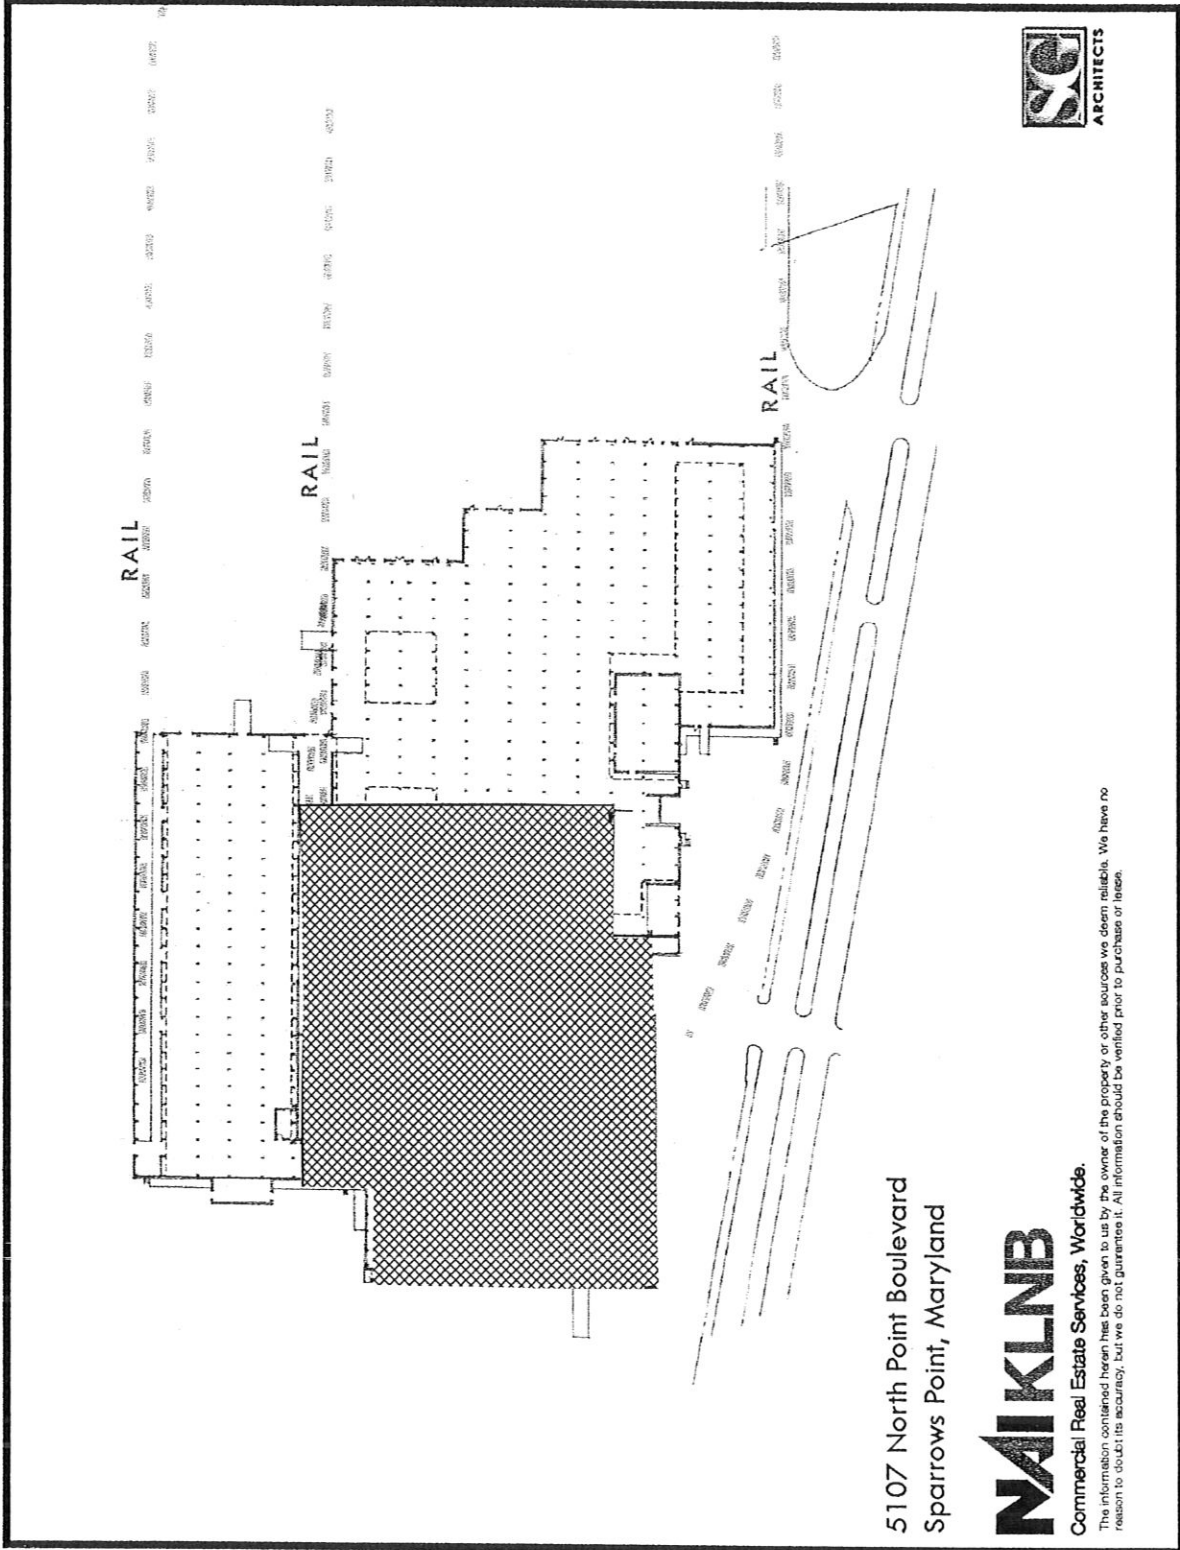 RAIL
RAIL
RAIL
5107 North Point Boulevard
Sparrows Point, Maryland
NAI KLNB
Commercial Real Estate Services, Worldwide.
The information contained herein has been given to us by the owner of the property or other sources we deem reliable. We have no
reason to doubt its accuracy, but we do not guarantee it. All information should be verified prior to purchase or lease.
SG
ARCHITECTS